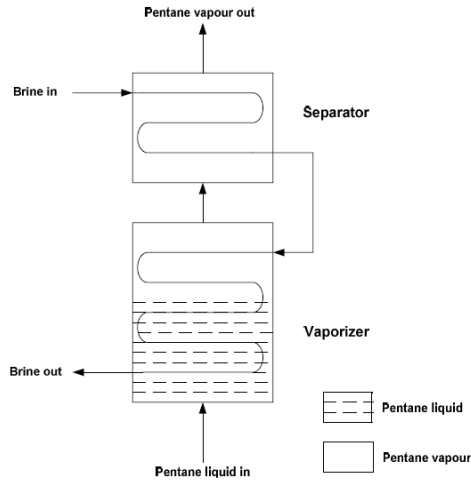 Pentane vapour out
Brine in
Separator
Vaporizer
Brine out
Pentane liquid
Pentane vapour
Pentane liquid in